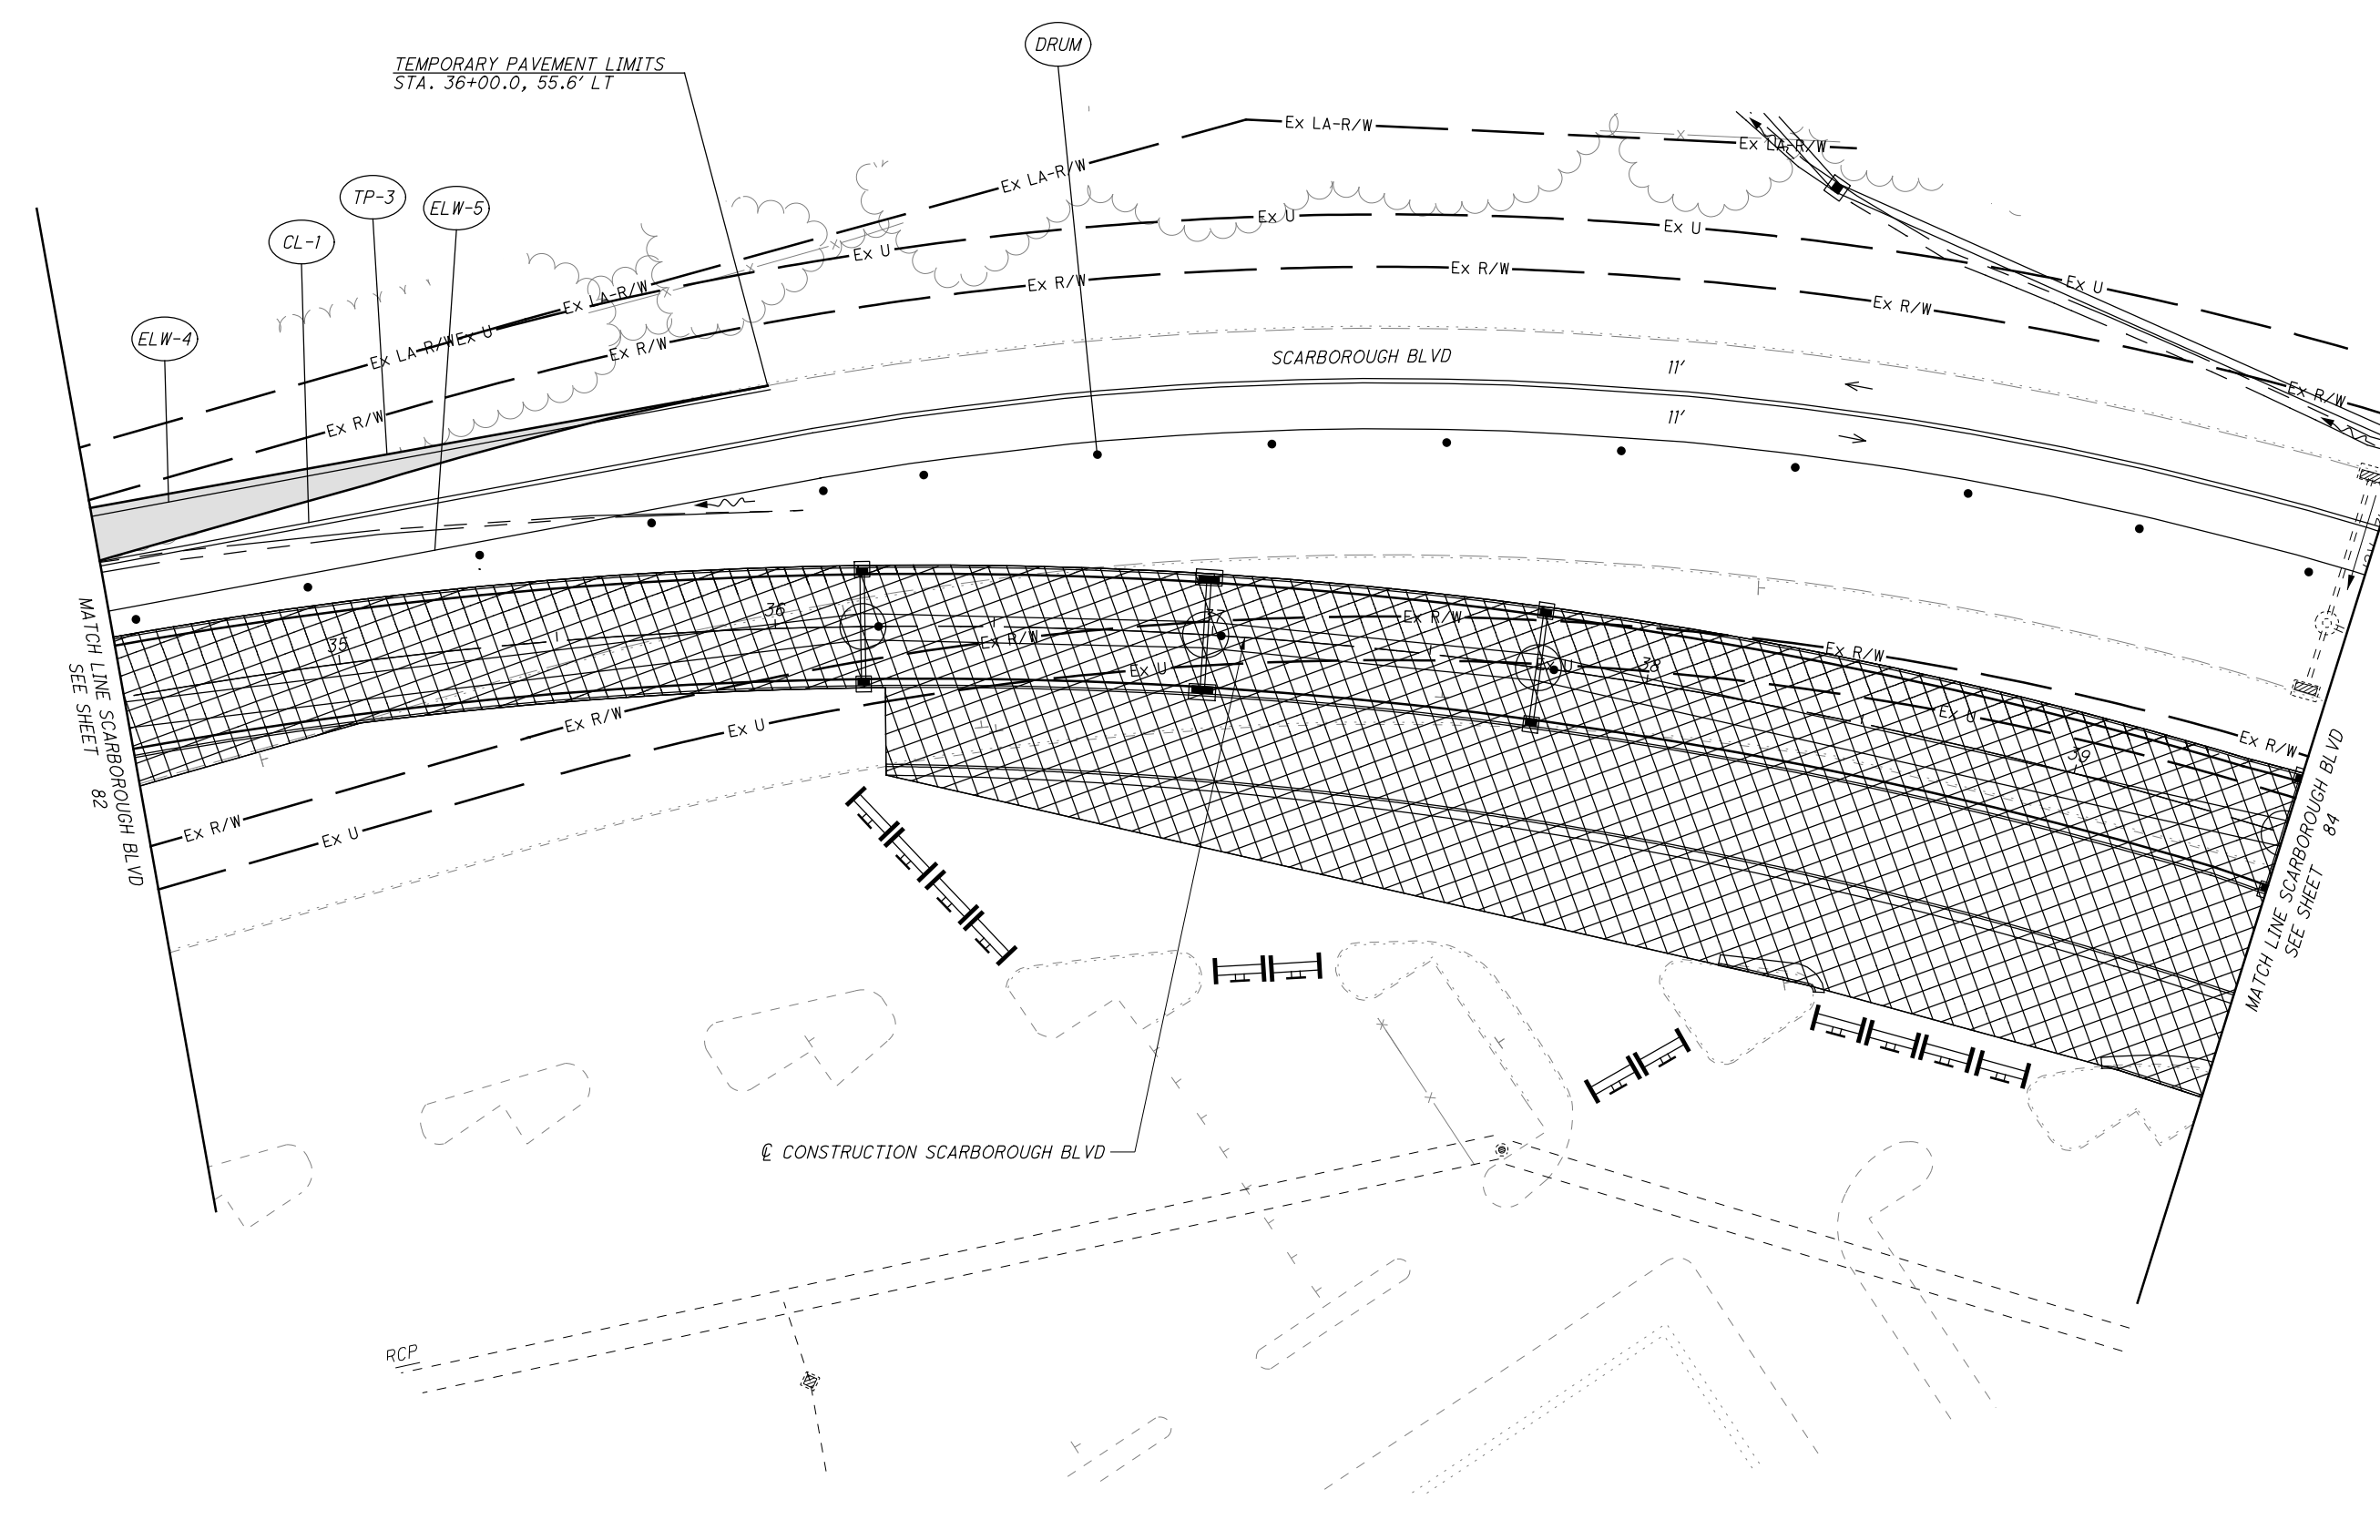 DRUM
TEMPORARY PAVEMENT LIMITS
STA. 36+00.0, 55.6' LT
Ex LA-R/W
Ex LA-R/W
Ex LA-R/W
TP-3
ELW-5
CL-1
Ex U
Ex U
Ex U
Ex R/W
Ex R/W
Ex U
Ex LA-R/W
Ex R/W
ELW-4
Ex LA-R/W
Ex U
Ex R/W
SCARBOROUGH BLVD
11'
Ex R/W
Ex R/W
11'
35
36
37
38
39
Ex R/W
Ex R/W
Ex R/W
Ex U
Ex U
Ex U
Ex R/W
Ex R/W
Ex U
Ex R/W
Ex U
MATCH LINE SCARBOROUGH BLVD
SEE SHEET 82
MATCH LINE SCARBOROUGH BLVD
SEE SHEET 84
℄ CONSTRUCTION SCARBOROUGH BLVD
RCP